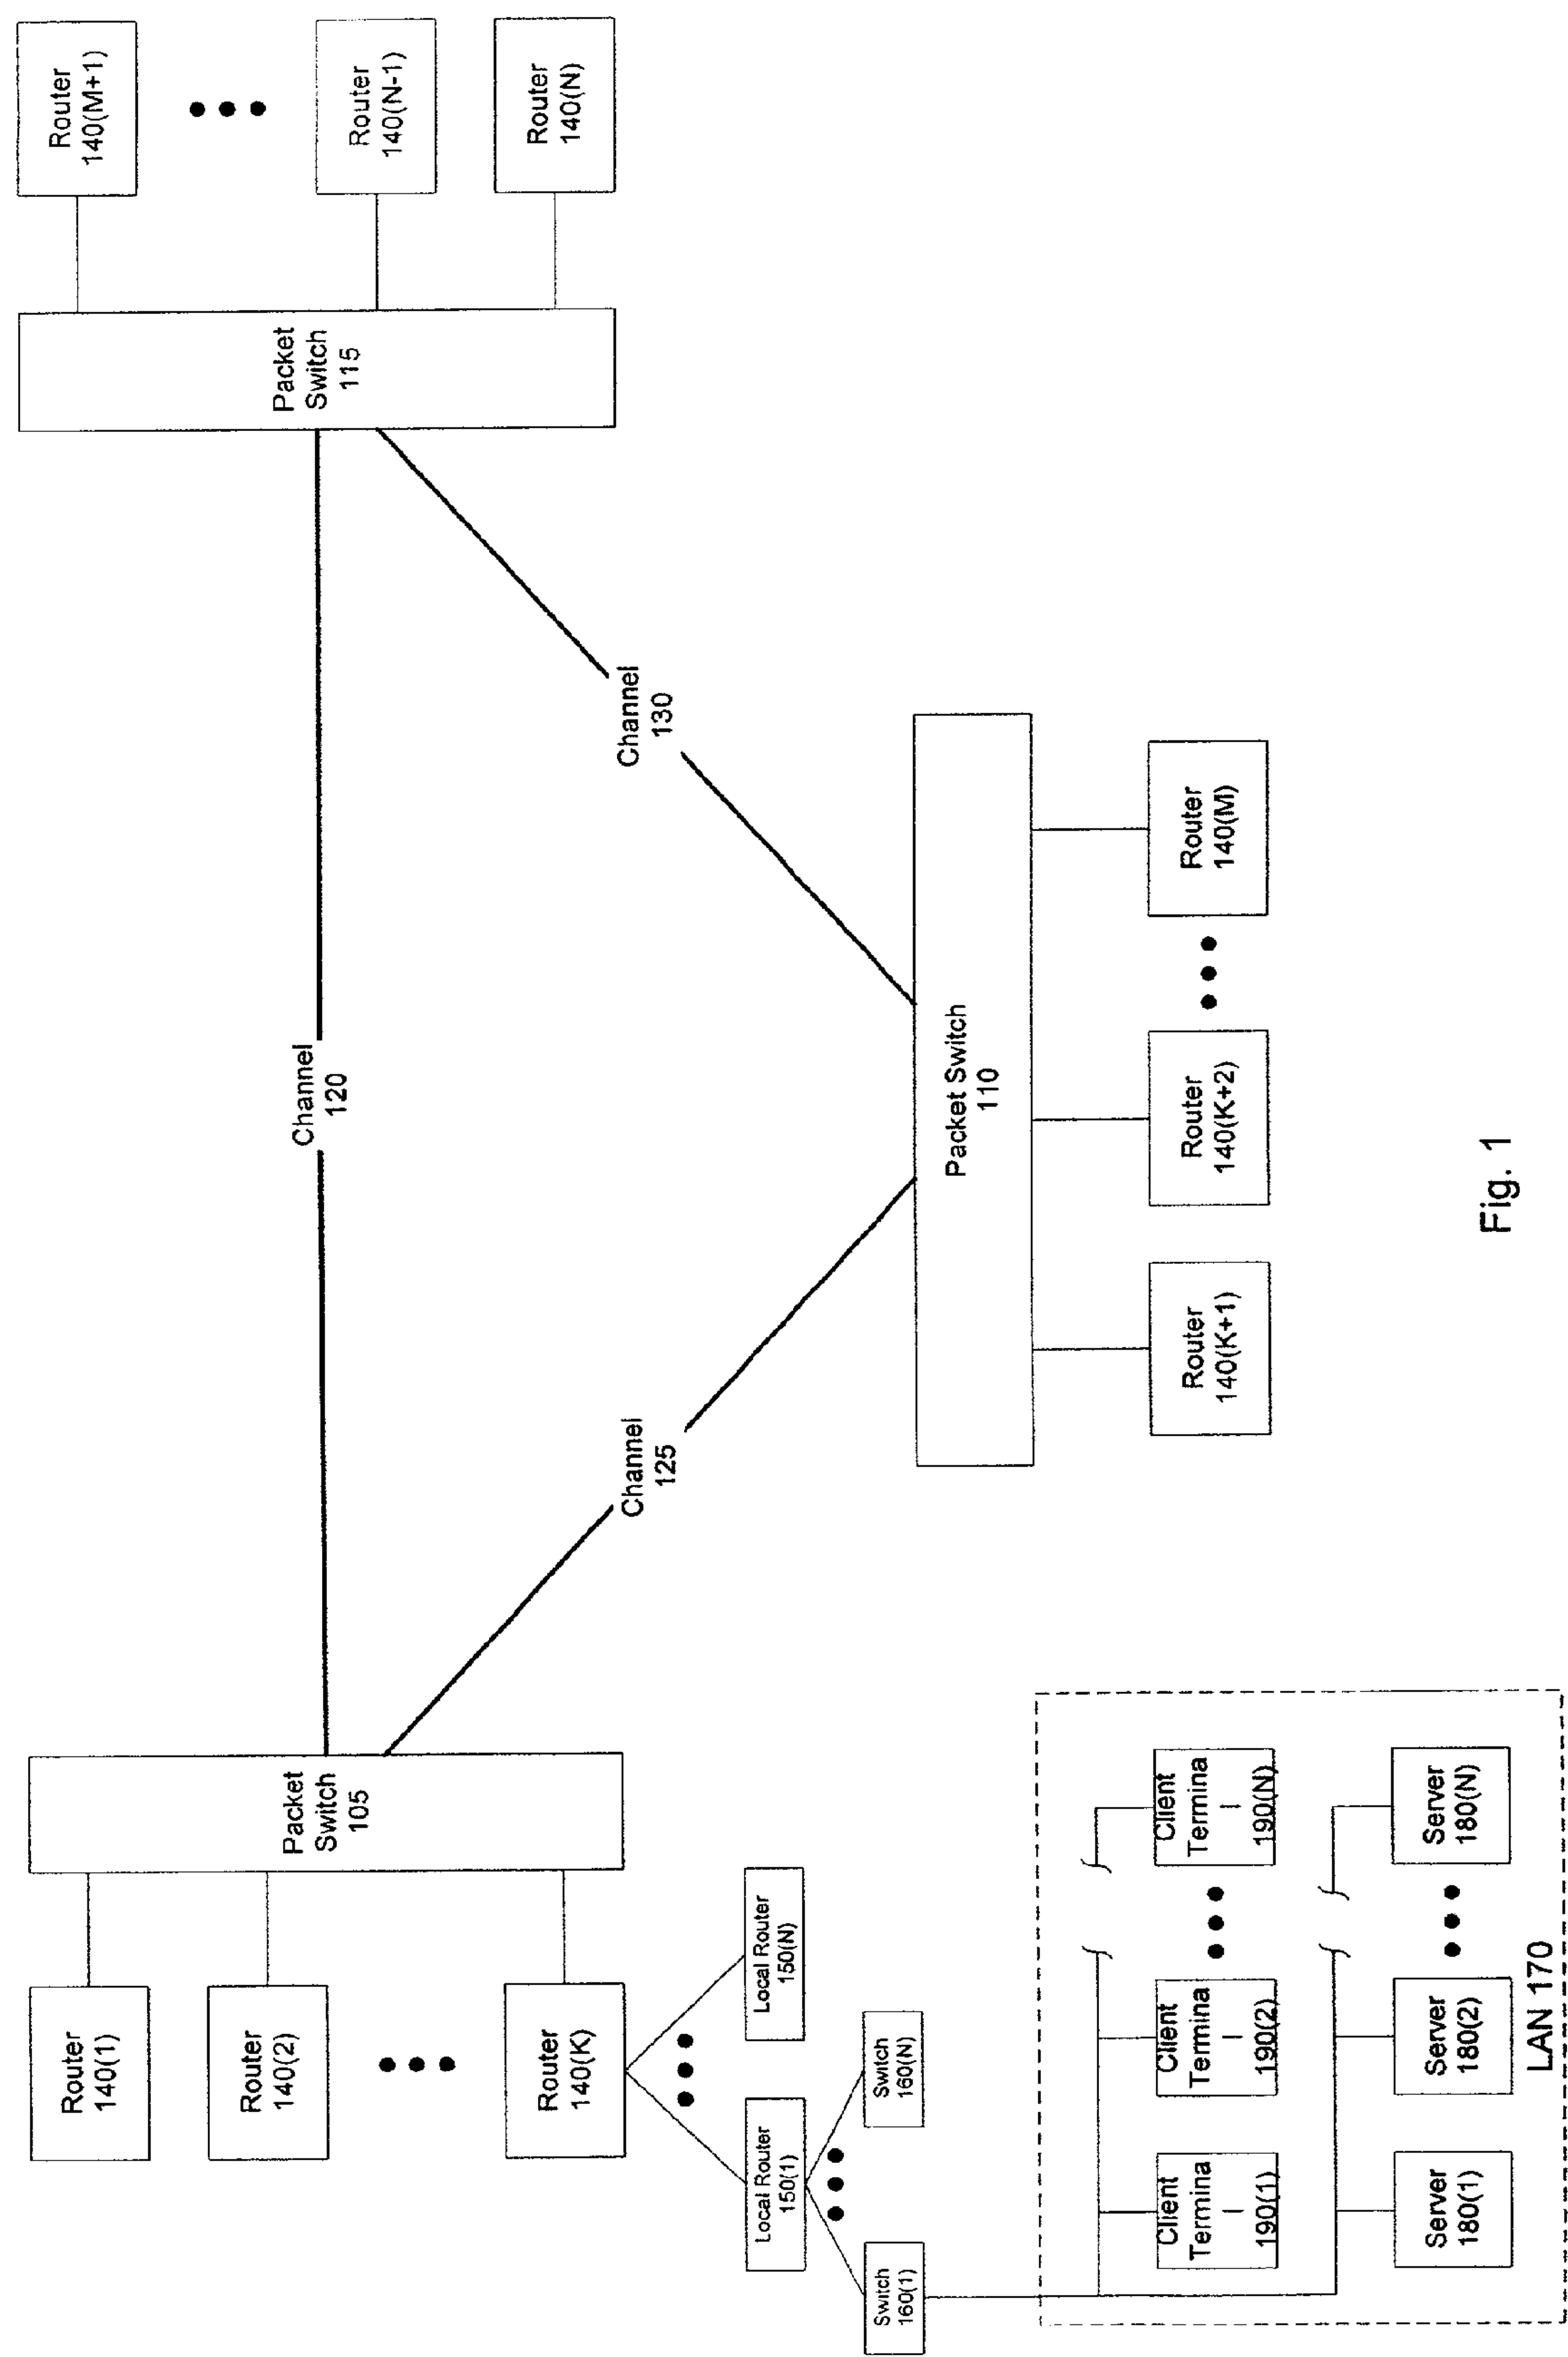 Router
140(1)
Router
140(2)
Router
140(K)
Packet
Switch
105
Channel
120
Packet
Switch
115
Router
140(M+1)
Router
140(N-1)
Router
140(N)
Channel
125
Channel
130
Local Router
150(1)
Local Router
150(N)
Switch
160(1)
Switch
160(N)
Packet Switch
110
Router
140(K+1)
Router
140(K+2)
Router
140(M)
Client
Termina
l
190(1)
Client
Termina
l
190(2)
Client
Termina
l
190(N)
Server
180(1)
Server
180(2)
Server
180(N)
LAN 170
Fig. 1